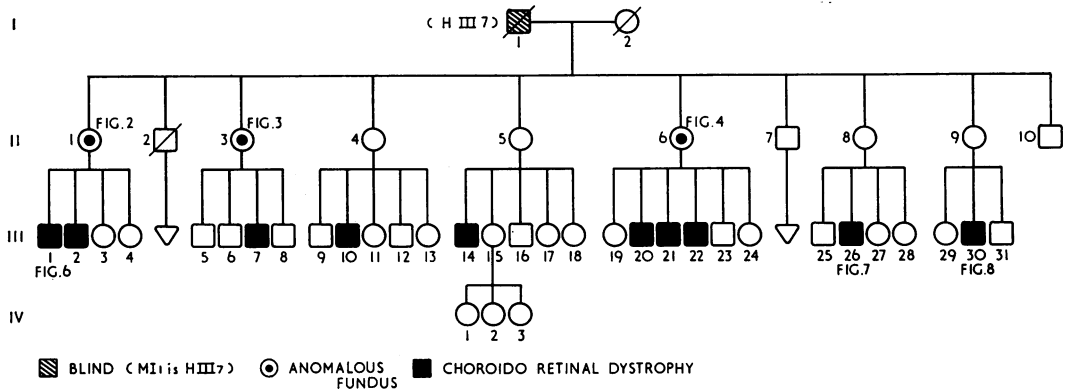 I ( H III 7 )
1 2
FIG.2 FIG.3 FIG.4
II 1 2 3 4 5 6 7 8 9 10
III
1 2 3 4 5 6 7 8 9 10 11 12 13 14 15 16 17 18 19 20 21 22 23 24 25 26 27 28 29 30 31
FIG.6 FIG.7 FIG.8
IV
1 2 3
BLIND ( MI1 is HIII7 ) ANOMALOUS FUNDUS CHOROIDO RETINAL DYSTROPHY